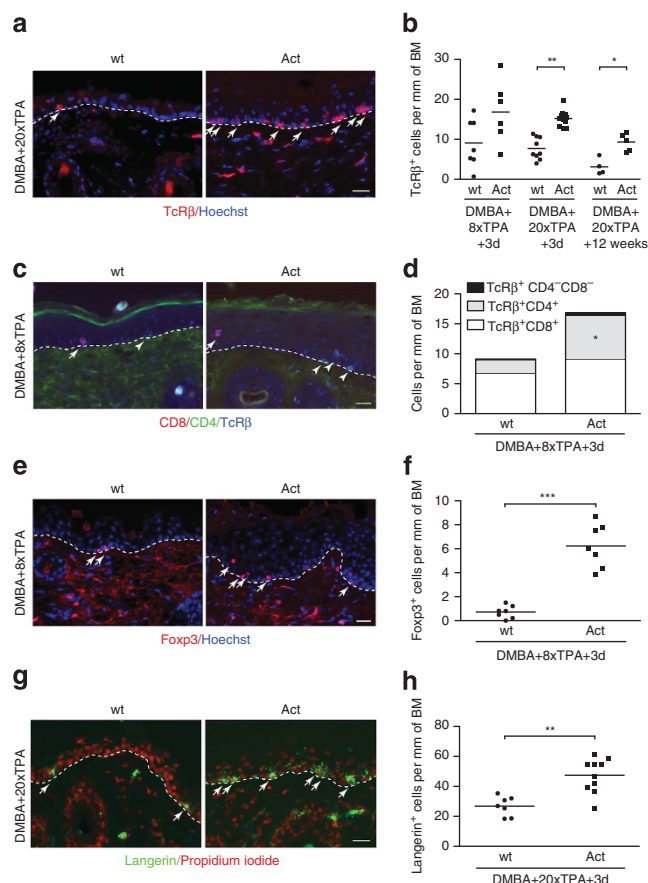 a
wt
Act
DMBA+20xTPA
TcRβ/Hoechst
b
TcRβ⁺ cells per mm of BM
30
20
10
0
**
*
wt Act wt Act wt Act
DMBA+ DMBA+ DMBA+
8xTPA 20xTPA 20xTPA
+3d +3d +12 weeks
c
wt
Act
DMBA+8xTPA
CD8/CD4/TcRβ
d
TcRβ⁺ CD4⁻CD8⁻
TcRβ⁺CD4⁺
TcRβ⁺CD8⁺
Cells per mm of BM
20
15
10
5
0
*
wt Act
DMBA+8xTPA+3d
e
wt
Act
DMBA+8xTPA
Foxp3/Hoechst
f
Foxp3⁺ cells per mm of BM
10
8
6
4
2
0
***
wt Act
DMBA+8xTPA+3d
g
wt
Act
DMBA+20xTPA
Langerin/Propidium iodide
h
Langerin⁺ cells per mm of BM
100
80
60
40
20
0
**
wt Act
DMBA+20xTPA+3d